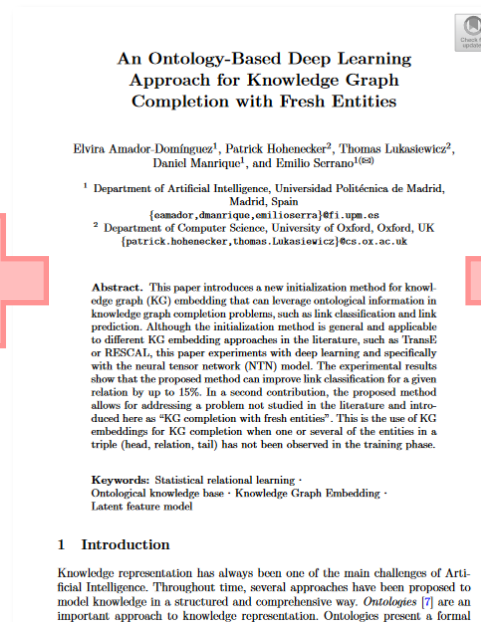 Check for
updates
An Ontology-Based Deep Learning
Approach for Knowledge Graph
Completion with Fresh Entities
Elvira Amador-Domínguez1, Patrick Hohenecker2, Thomas Lukasiewicz2,
Daniel Manrique1, and Emilio Serrano1(✉)
1 Department of Artificial Intelligence, Universidad Politécnica de Madrid,
Madrid, Spain
{eamador,dmanrique,emilioserra}@fi.upm.es
2 Department of Computer Science, University of Oxford, Oxford, UK
{patrick.hohenecker,thomas.Lukasiewicz}@cs.ox.ac.uk
Abstract. This paper introduces a new initialization method for knowl-
edge graph (KG) embedding that can leverage ontological information in
knowledge graph completion problems, such as link classification and link
prediction. Although the initialization method is general and applicable
to different KG embedding approaches in the literature, such as TransE
or RESCAL, this paper experiments with deep learning and specifically
with the neural tensor network (NTN) model. The experimental results
show that the proposed method can improve link classification for a given
relation by up to 15%. In a second contribution, the proposed method
allows for addressing a problem not studied in the literature and intro-
duced here as “KG completion with fresh entities”. This is the use of KG
embeddings for KG completion when one or several of the entities in a
triple (head, relation, tail) has not been observed in the training phase.
Keywords: Statistical relational learning ·
Ontological knowledge base · Knowledge Graph Embedding ·
Latent feature model
1 Introduction
Knowledge representation has always been one of the main challenges of Arti-
ficial Intelligence. Throughout time, several approaches have been proposed to
model knowledge in a structured and comprehensive way. Ontologies [7] are an
important approach to knowledge representation. Ontologies present a formal